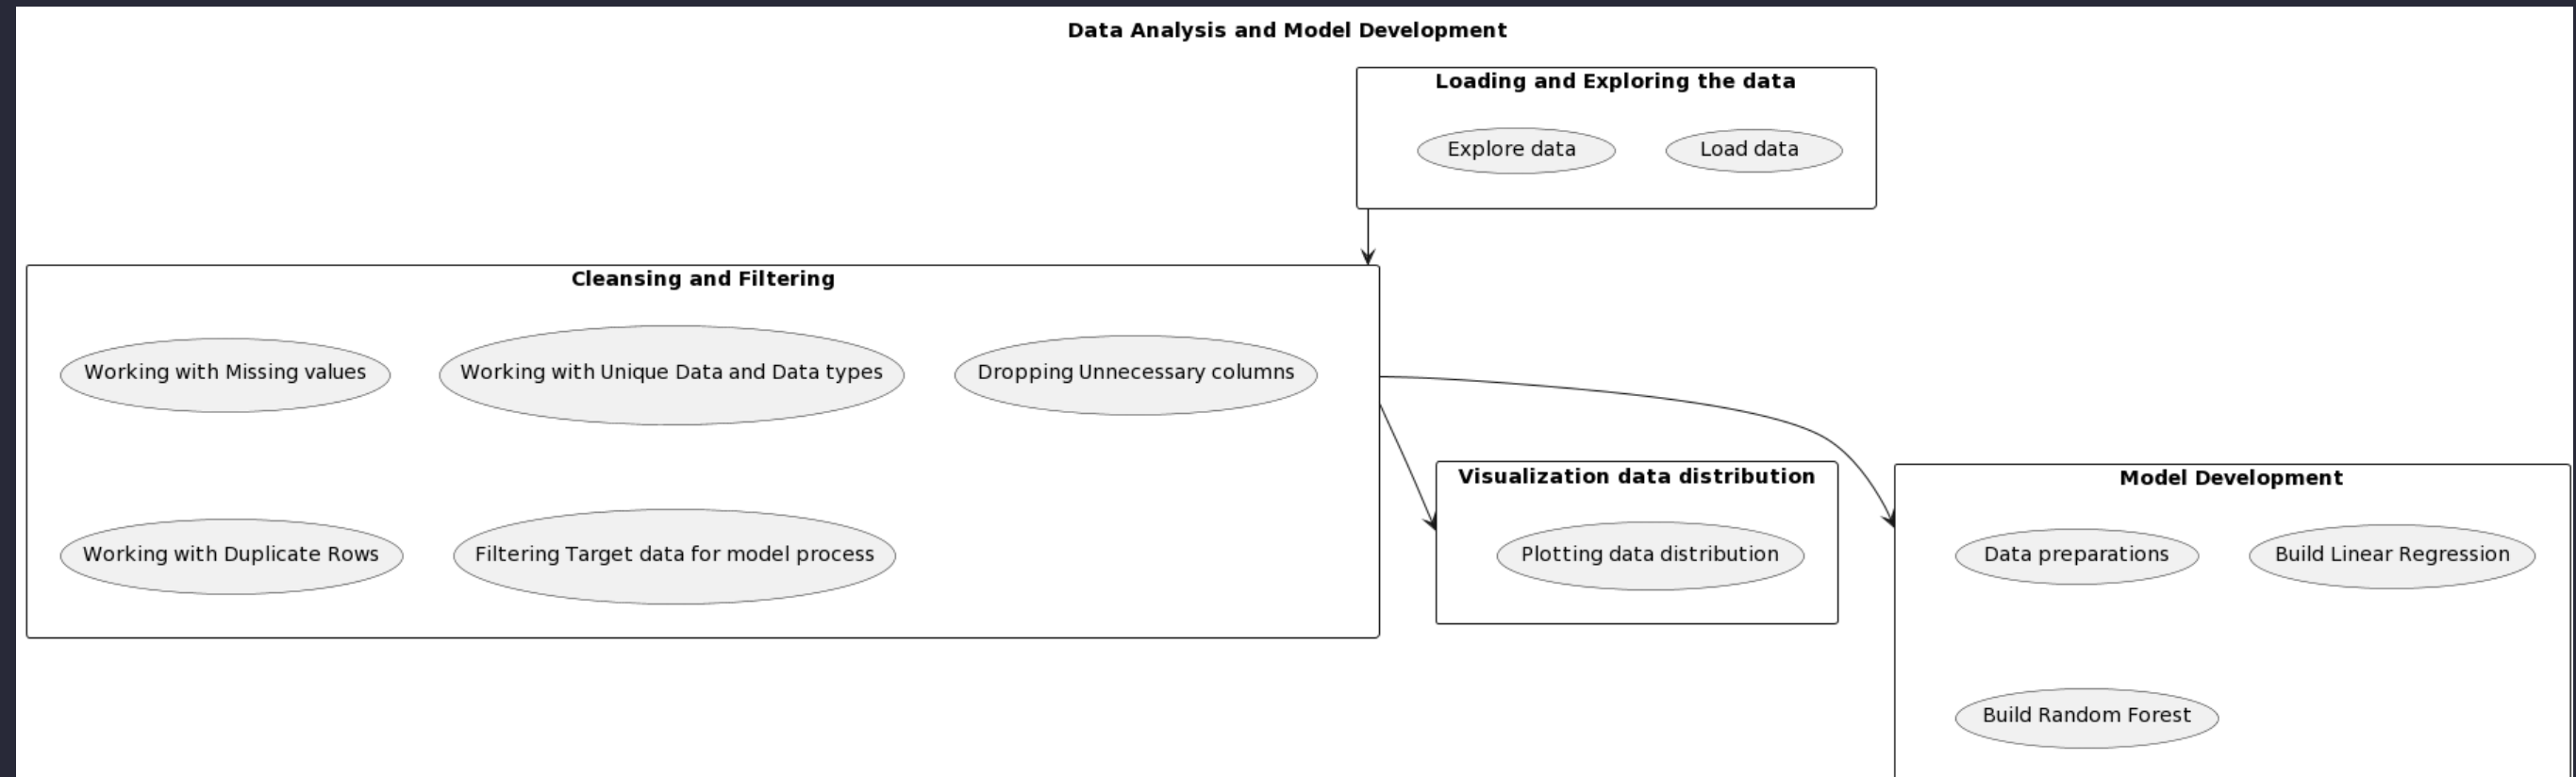 Data Analysis and Model Development
Loading and Exploring the data
Explore data
Load data
Cleansing and Filtering
Working with Missing values
Working with Unique Data and Data types
Dropping Unnecessary columns
Working with Duplicate Rows
Filtering Target data for model process
Visualization data distribution
Plotting data distribution
Model Development
Data preparations
Build Linear Regression
Build Random Forest